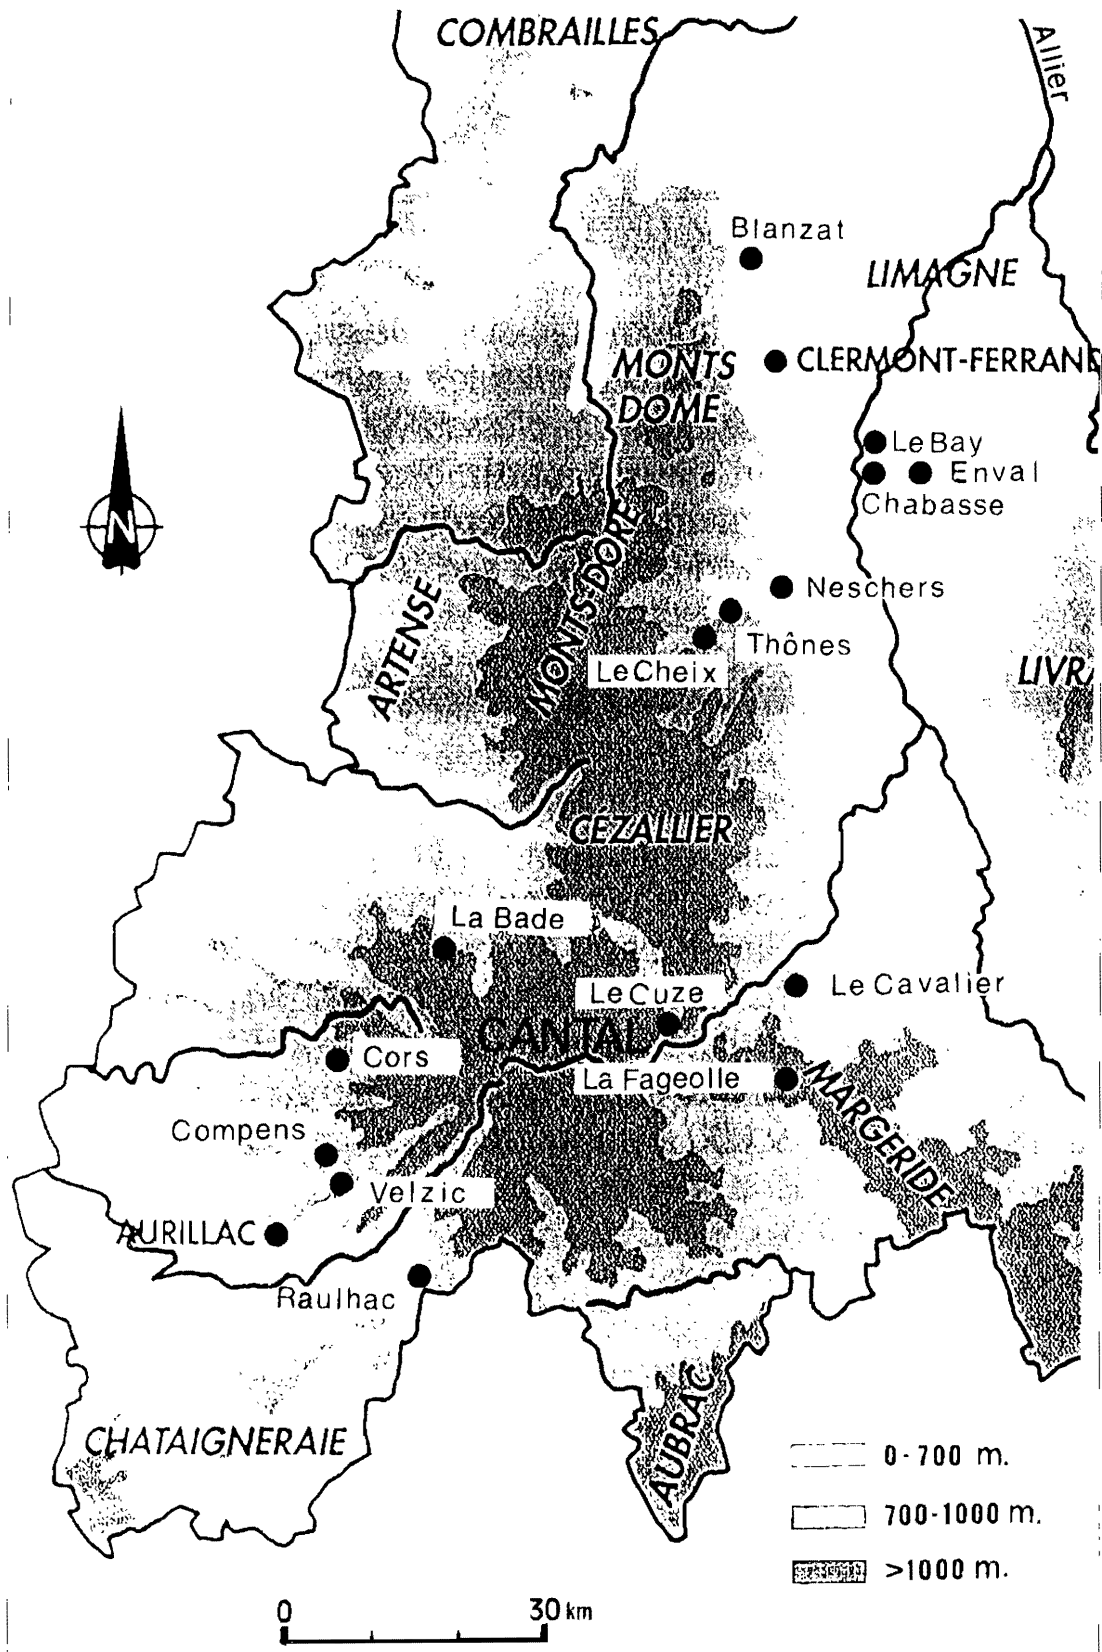 COMBRAILLES
Allier
Blanzat
LIMAGNE
MONTS
DOME
CLERMONT-FERRAND
Le Bay
Enval
Chabasse
MONTS-DORE
ARTENSE
Neschers
Thônes
Le Cheix
LIVRA
CEZALLIER
La Bade
Le Cuze
Le Cavalier
CANTAL
Cors
La Fageolle
MARGERIDE
Compens
Velzic
AURILLAC
Raulhac
AUBRAC
CHATAIGNERAIE
N
0-700 m.
700-1000 m.
>1000 m.
0 30 km